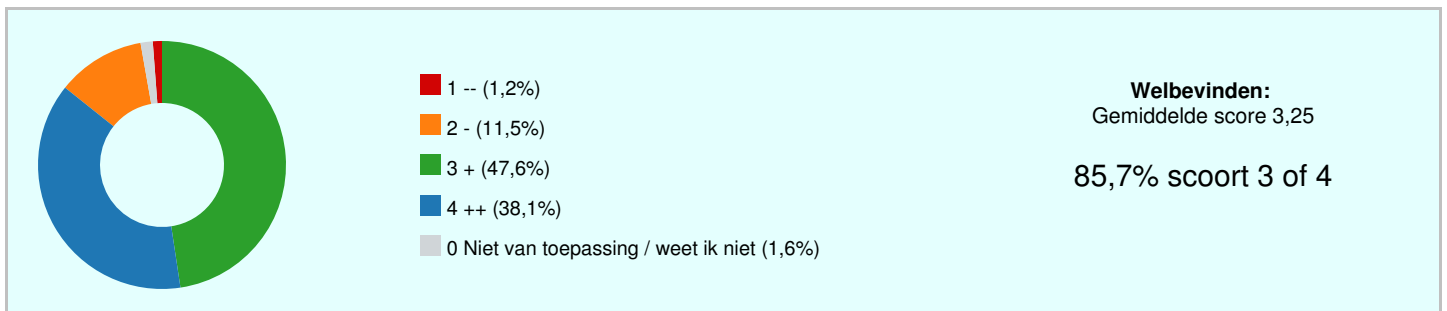 1 -- (1,2%)
2 - (11,5%)
3 + (47,6%)
4 ++ (38,1%)
0 Niet van toepassing / weet ik niet (1,6%)
Welbevinden:
Gemiddelde score 3,25
85,7% scoort 3 of 4